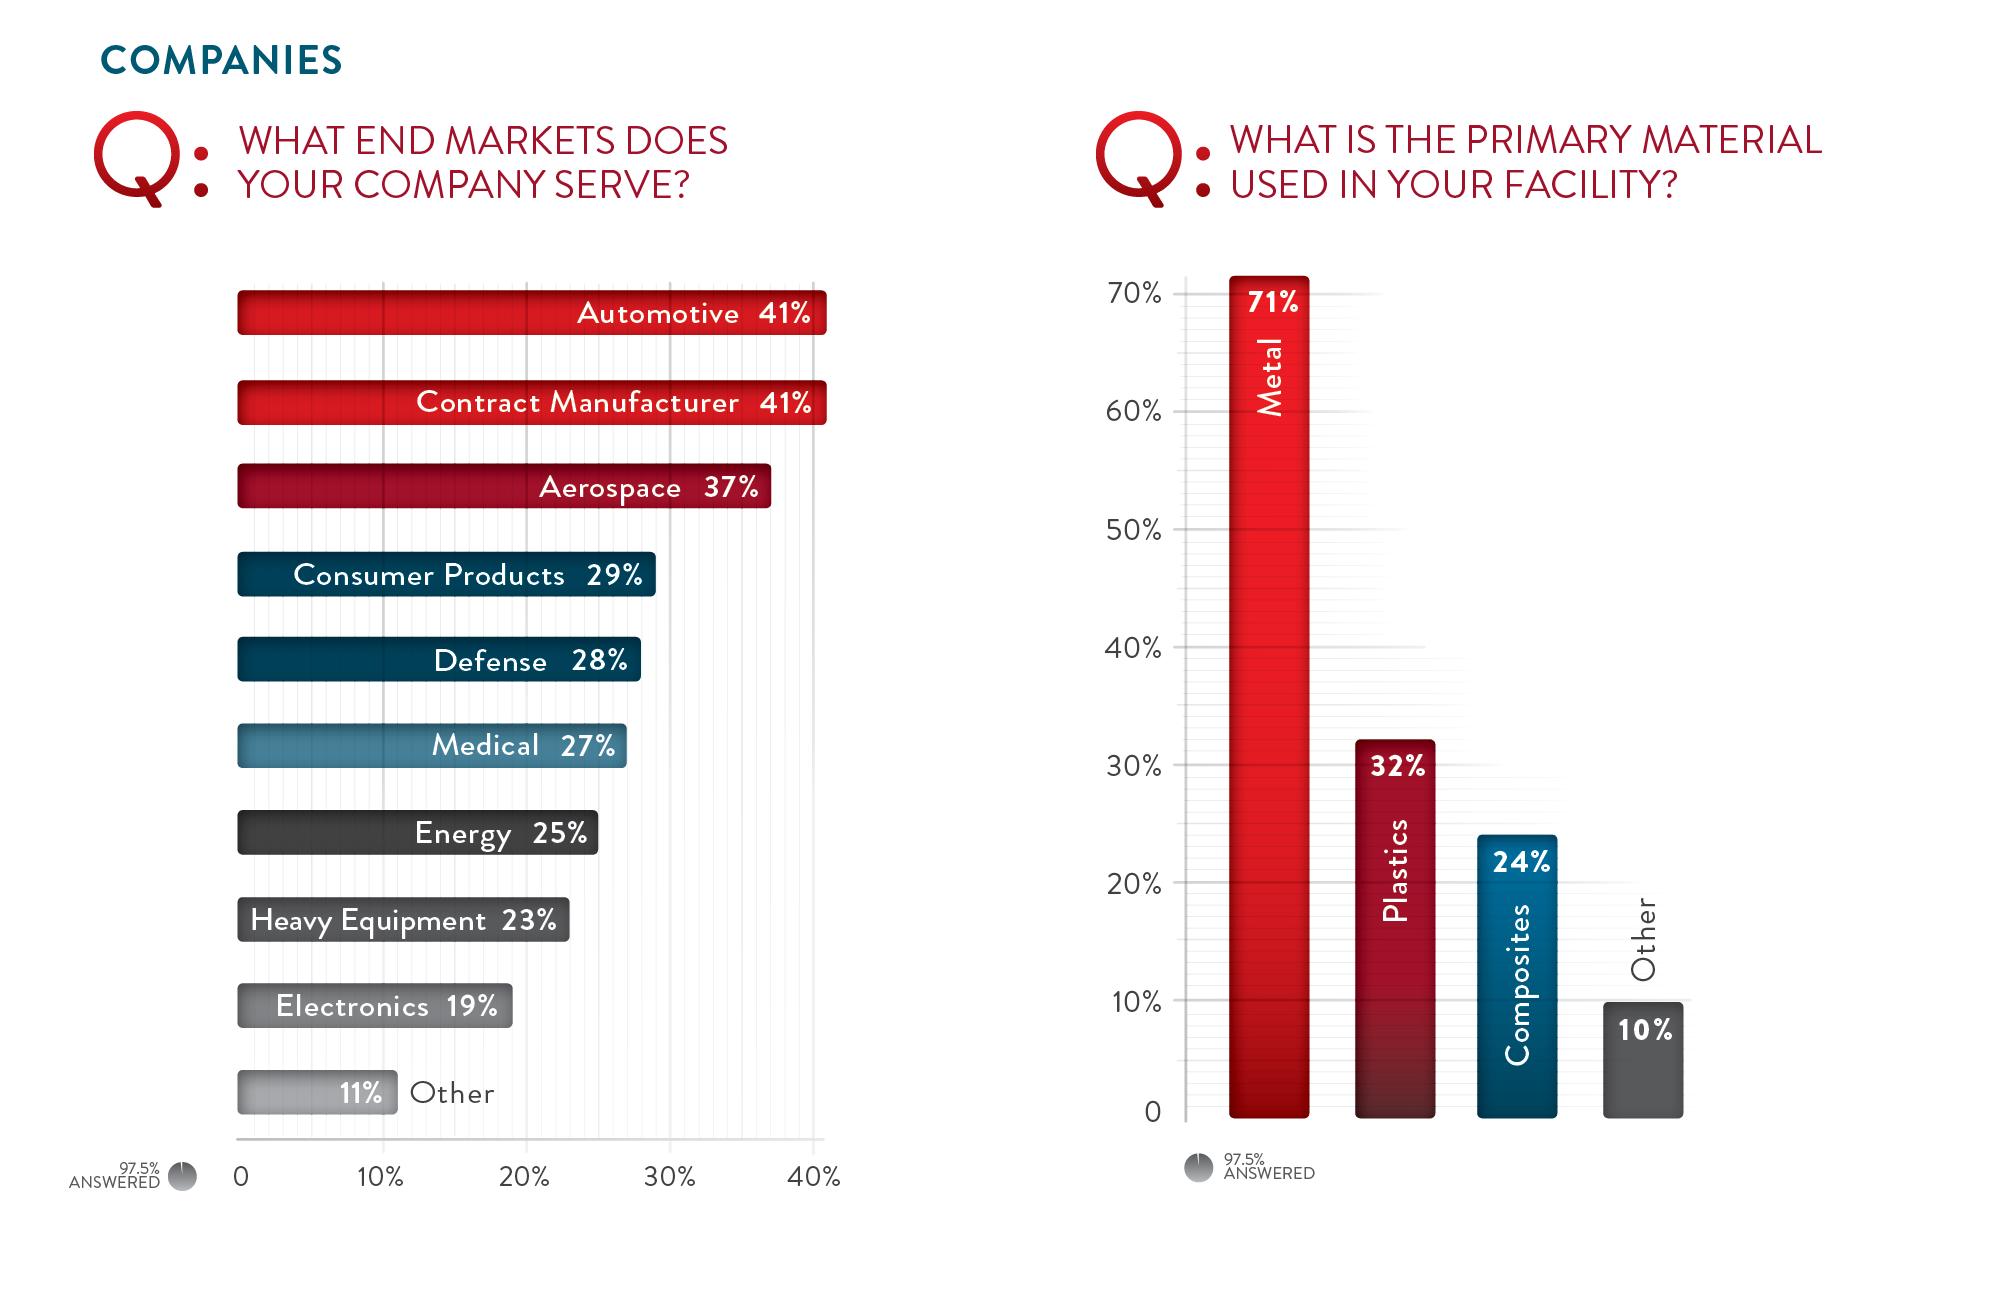 COMPANIES
Q: WHAT END MARKETS DOES
YOUR COMPANY SERVE?
Automotive 41%
Contract Manufacturer 41%
Aerospace 37%
Consumer Products 29%
Defense 28%
Medical 27%
Energy 25%
Heavy Equipment 23%
Electronics 19%
11% Other
0 10% 20% 30% 40%
97.5%
ANSWERED
Q: WHAT IS THE PRIMARY MATERIAL
USED IN YOUR FACILITY?
70%
60%
50%
40%
30%
20%
10%
0
71%
Metal
32%
Plastics
24%
Composites
Other
10%
97.5%
ANSWERED